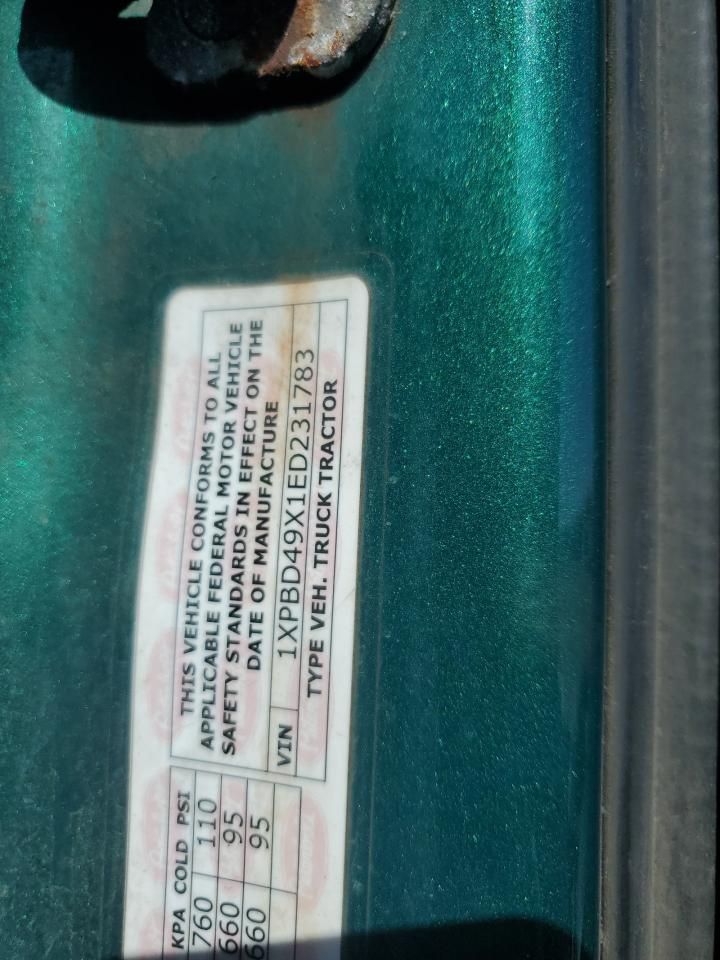 THIS VEHICLE CONFORMS TO ALL
APPLICABLE FEDERAL MOTOR VEHICLE
SAFETY STANDARDS IN EFFECT ON THE
DATE OF MANUFACTURE
VIN 1XPBD49X1ED231783
TYPE VEH. TRUCK TRACTOR
KPA COLD PSI
760 110
660 95
660 95